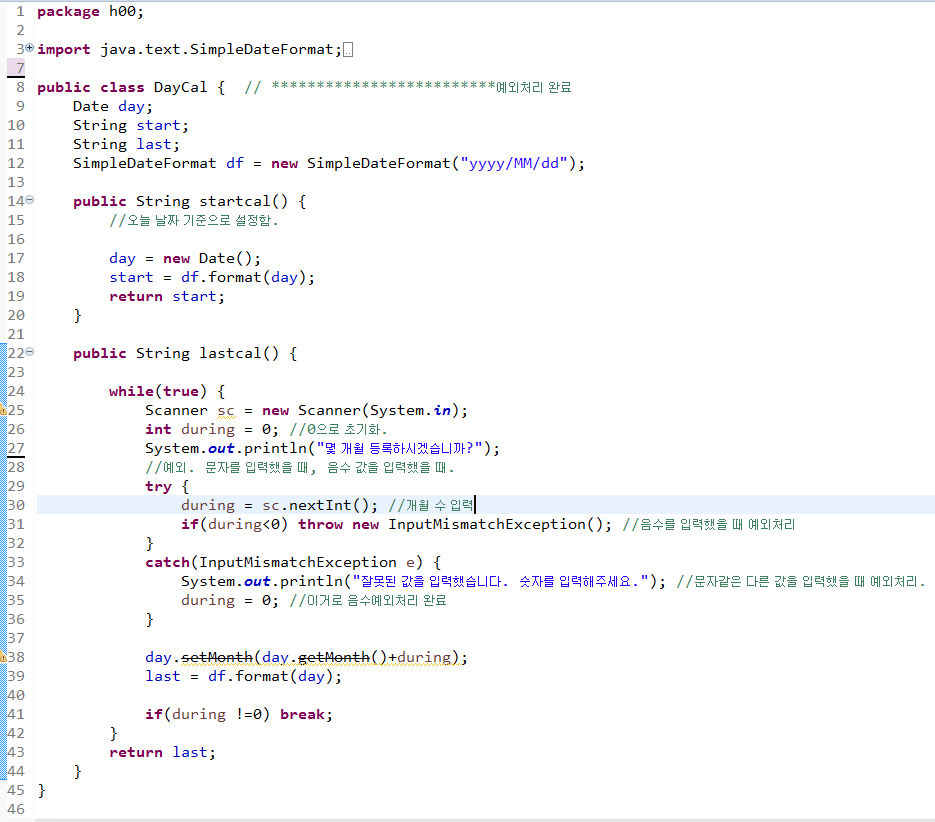 1 package h00;
2
3 import java.text.SimpleDateFormat;
7
8 public class DayCal {  // *************************예외처리 완료
9     Date day;
10     String start;
11     String last;
12     SimpleDateFormat df = new SimpleDateFormat("yyyy/MM/dd");
13
14     public String startcal() {
15         //오늘 날짜 기준으로 설정함.
16
17         day = new Date();
18         start = df.format(day);
19         return start;
20     }
21
22     public String lastcal() {
23
24         while(true) {
25             Scanner sc = new Scanner(System.in);
26             int during = 0; //0으로 초기화.
27             System.out.println("몇 개월 등록하시겠습니까?");
28             //예외. 문자를 입력했을 때, 음수 값을 입력했을 때.
29             try {
30                 during = sc.nextInt(); //개월 수 입력
31                 if(during<0) throw new InputMismatchException(); //음수를 입력했을 때 예외처리
32             }
33             catch(InputMismatchException e) {
34                 System.out.println("잘못된 값을 입력했습니다. 숫자를 입력해주세요."); //문자같은 다른 값을 입력했을 때 예외처리.
35                 during = 0; //이거로 음수예외처리 완료
36             }
37
38             day.setMonth(day.getMonth()+during);
39             last = df.format(day);
40
41             if(during !=0) break;
42         }
43         return last;
44     }
45 }
46